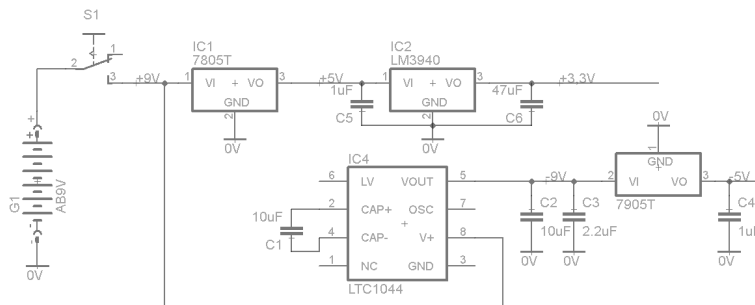 S1
1
2
3
+9V
IC1
7805T
1
VI
+
VO
3
GND
2
0V
+5V
1uF
C5
IC2
LM3940
1
VI
+
VO
3
GND
2
0V
47uF
C6
+3,3V
G1
AB9V
+
+
-
-
0V
IC4
6
LV
VOUT
5
2
CAP+
OSC
7
4
CAP-
V+
8
1
NC
GND
3
+
LTC1044
10uF
C1
-9V
C2
10uF
0V
C3
2.2uF
0V
0V
1
GND
+
2
VI
VO
3
7905T
-5V
C4
1uF
0V